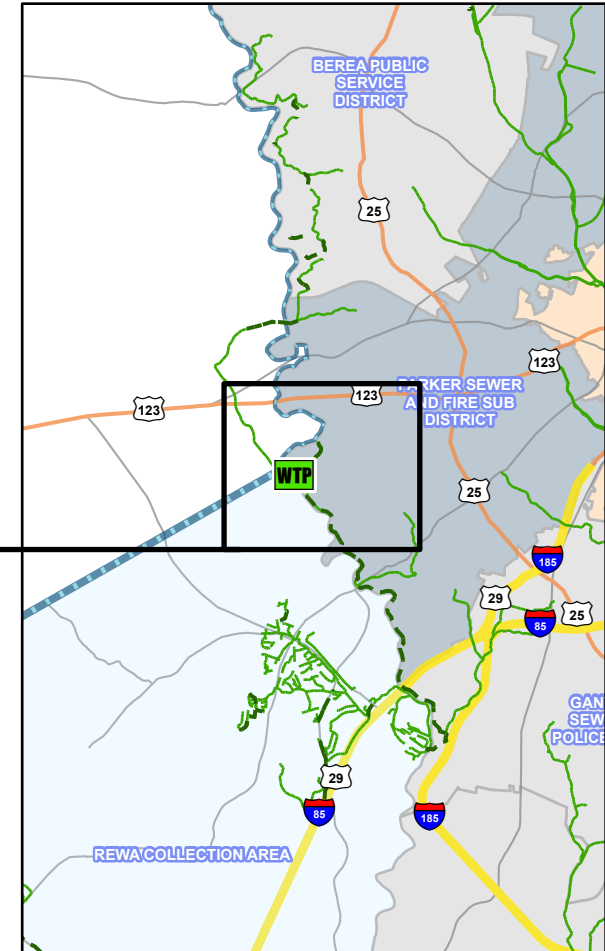 BEREA PUBLIC
SERVICE
DISTRICT
25
123
123
123
PARKER SEWER
AND FIRE SUB
DISTRICT
WTP
25
185
29
85
25
GAN
SEW
POLICE
29
85
185
REWA COLLECTION AREA